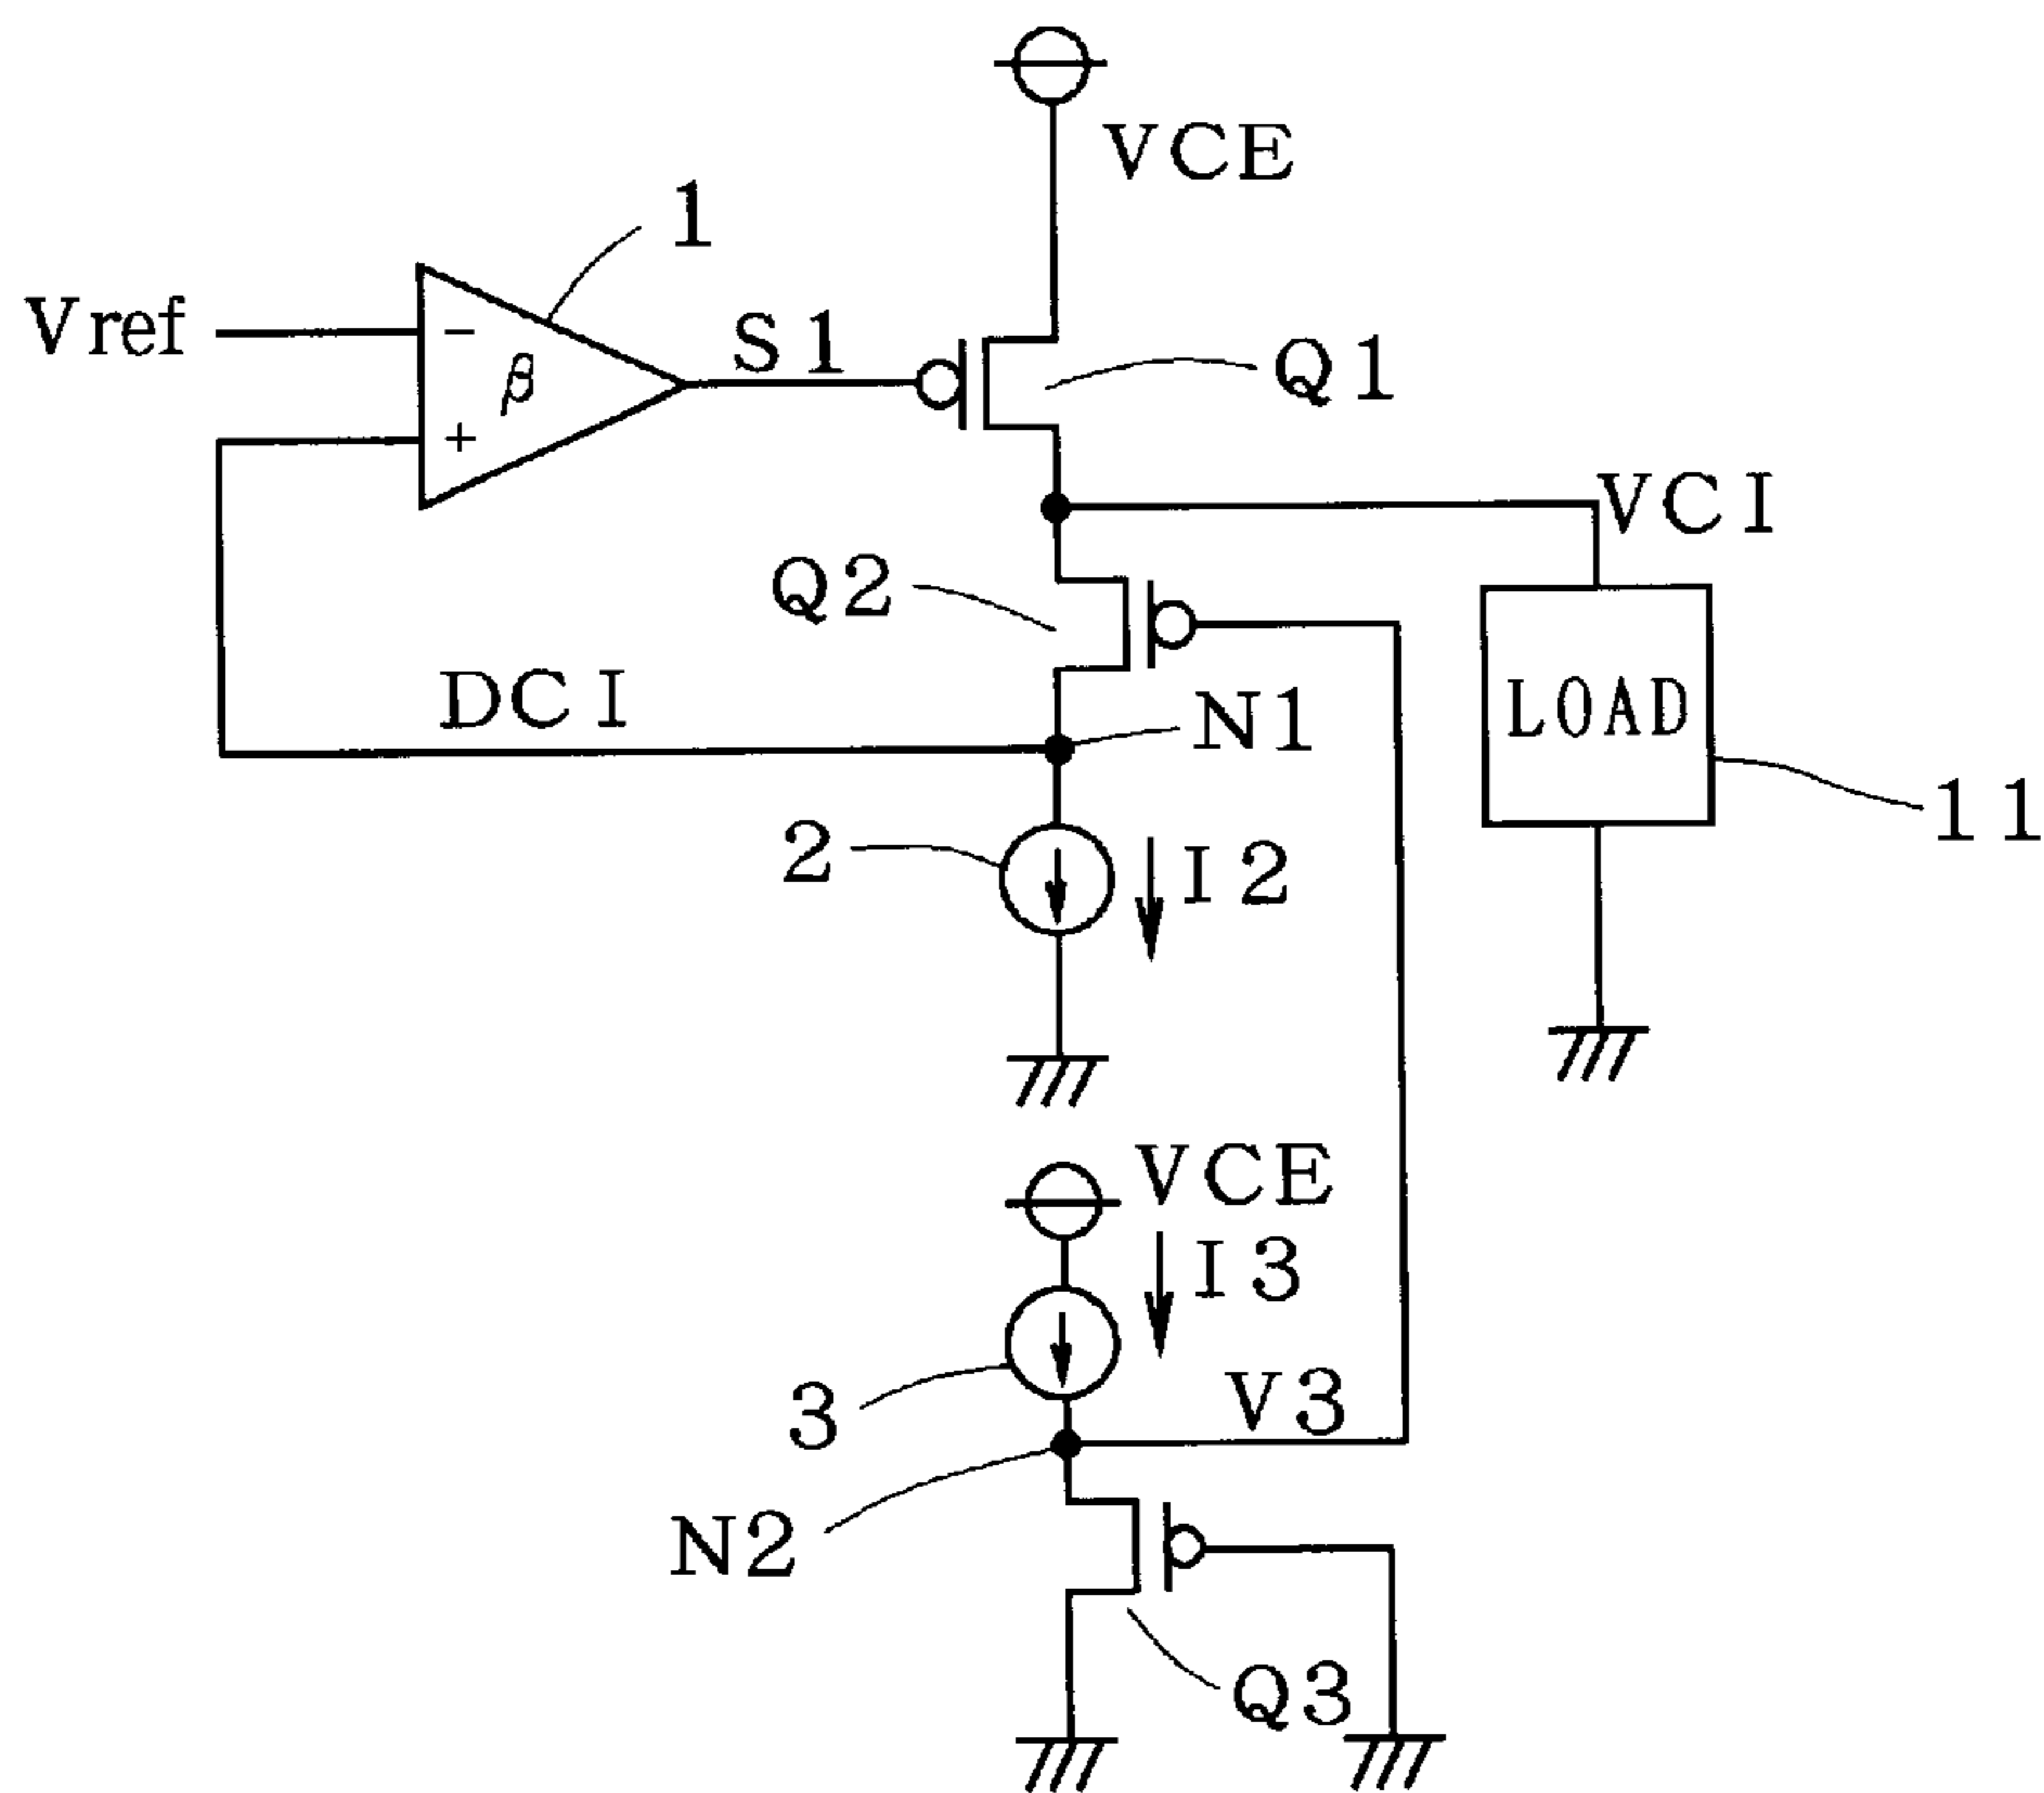 VCE
1
Vref
−
S1
β
Q1
+
VCI
Q2
DCI
N1
LOAD
11
2
I2
VCE
I3
3
V3
N2
Q3